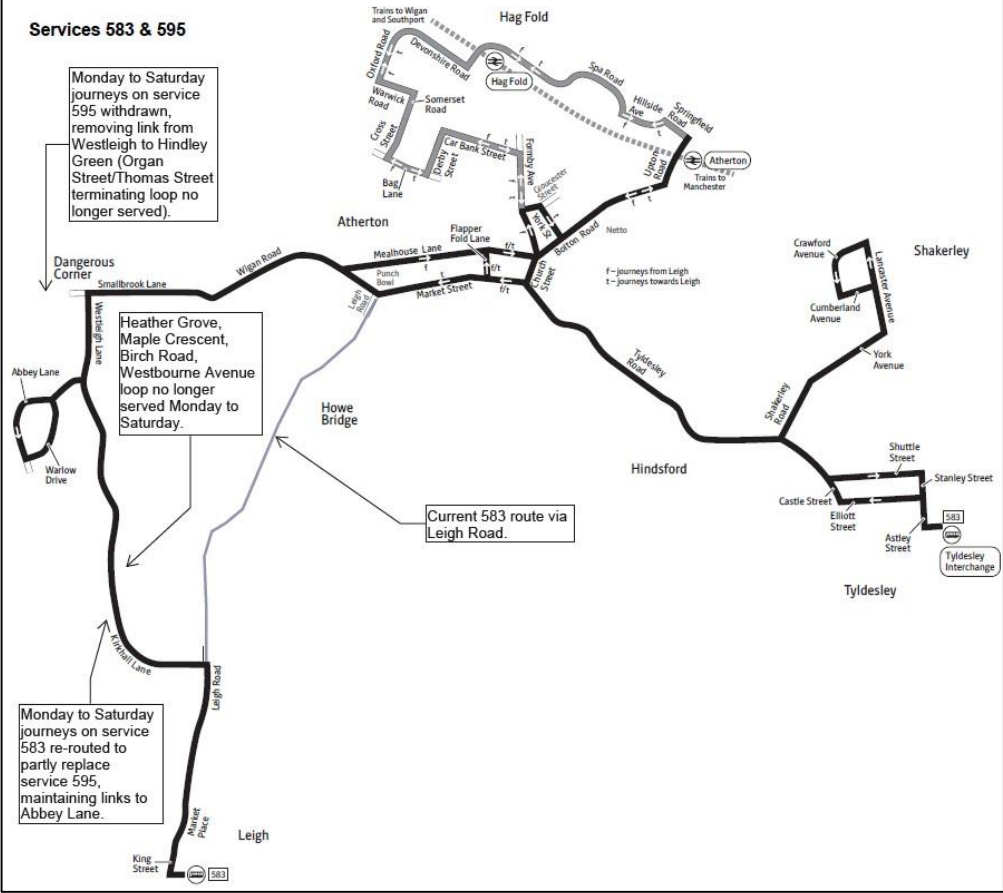 Services 583 & 595
Trains to Wigan
and Southport
Hag Fold
Monday to Saturday
journeys on service
595 withdrawn,
removing link from
Westleigh to Hindley
Green (Organ
Street/Thomas Street
terminating loop no
longer served).
Oxford Road
Devonshire Road
f
t
Hag Fold
Spa Road
Warwick
Road
Somerset
Road
Hillside
Ave
Springfield
Road
Cross
Street
Car Bank Street
Derby
Street
Bag
Lane
Formby Ave
Gloucester
Street
Upton
Road
Atherton
Trains to
Manchester
Atherton
Flapper
Fold Lane
York St
Bolton Road
Netto
Mealhouse Lane
f/t
Punch
Bowl
Market Street
f/t
f/t
Church
Street
f – journeys from Leigh
t – journeys towards Leigh
Crawford
Avenue
Shakerley
Lancaster Avenue
Cumberland
Avenue
York
Avenue
Dangerous
Corner
Smallbrook Lane
Wigan Road
Leigh
Road
Westleigh Lane
Heather Grove,
Maple Crescent,
Birch Road,
Westbourne Avenue
loop no longer
served Monday to
Saturday.
Abbey Lane
Warlow
Drive
Howe
Bridge
Tyldesley
Road
Shakerley
Road
Hindsford
Shuttle
Street
Stanley Street
Castle Street
Elliott
Street
Astley
Street
583
Tyldesley
Interchange
Tyldesley
Current 583 route via
Leigh Road.
Kirkhall Lane
Leigh Road
Monday to Saturday
journeys on service
583 re-routed to
partly replace
service 595,
maintaining links to
Abbey Lane.
Market
Place
Leigh
King
Street
583